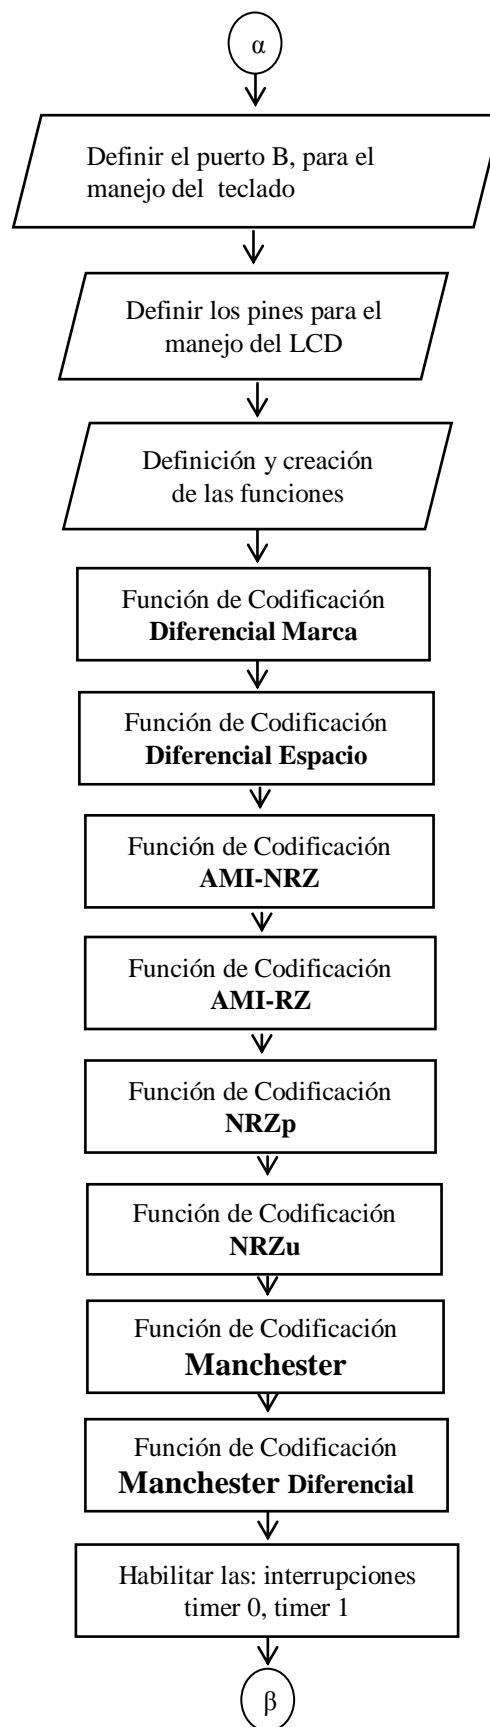 α
Definir el puerto B, para el
manejo del teclado
Definir los pines para el
manejo del LCD
Definición y creación
de las funciones
Función de Codificación
Diferencial Marca
Función de Codificación
Diferencial Espacio
Función de Codificación
AMI-NRZ
Función de Codificación
AMI-RZ
Función de Codificación
NRZp
Función de Codificación
NRZu
Función de Codificación
Manchester
Función de Codificación
Manchester Diferencial
Habilitar las: interrupciones
timer 0, timer 1
β